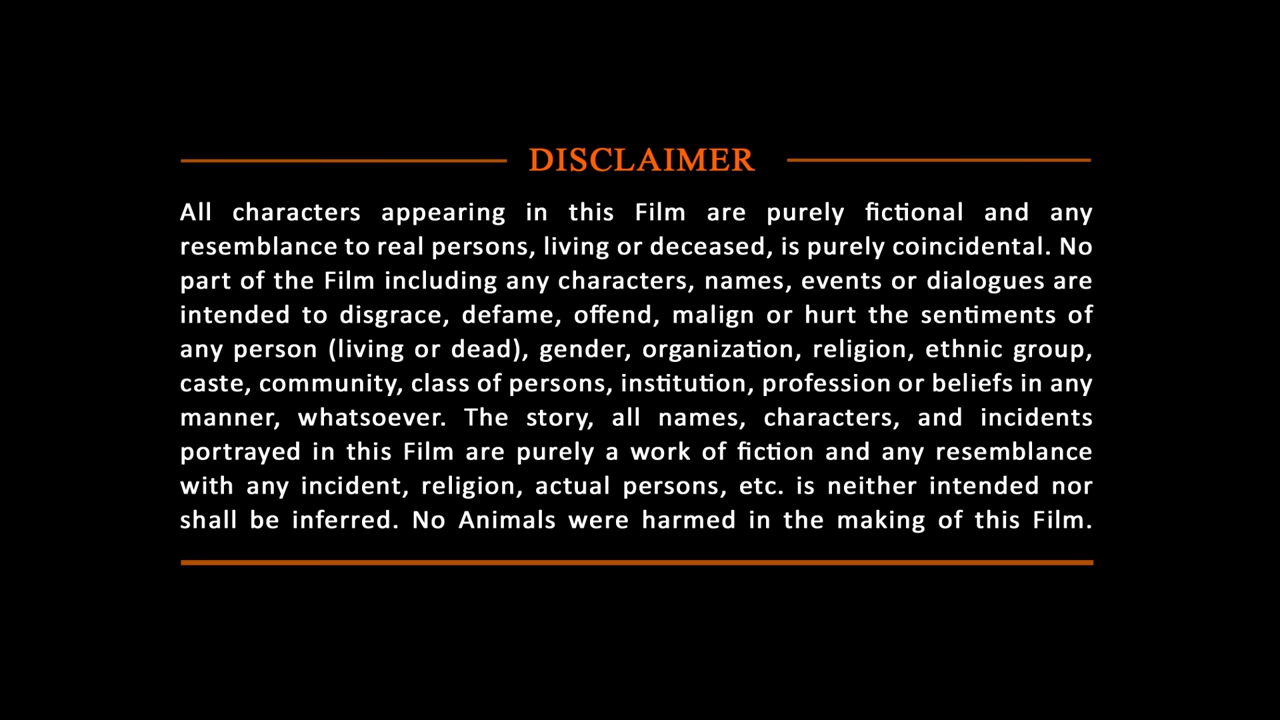 DISCLAIMER
All characters appearing in this Film are purely fictional and any
resemblance to real persons, living or deceased, is purely coincidental. No
part of the Film including any characters, names, events or dialogues are
intended to disgrace, defame, offend, malign or hurt the sentiments of
any person (living or dead), gender, organization, religion, ethnic group,
caste, community, class of persons, institution, profession or beliefs in any
manner, whatsoever. The story, all names, characters, and incidents
portrayed in this Film are purely a work of fiction and any resemblance
with any incident, religion, actual persons, etc. is neither intended nor
shall be inferred. No Animals were harmed in the making of this Film.